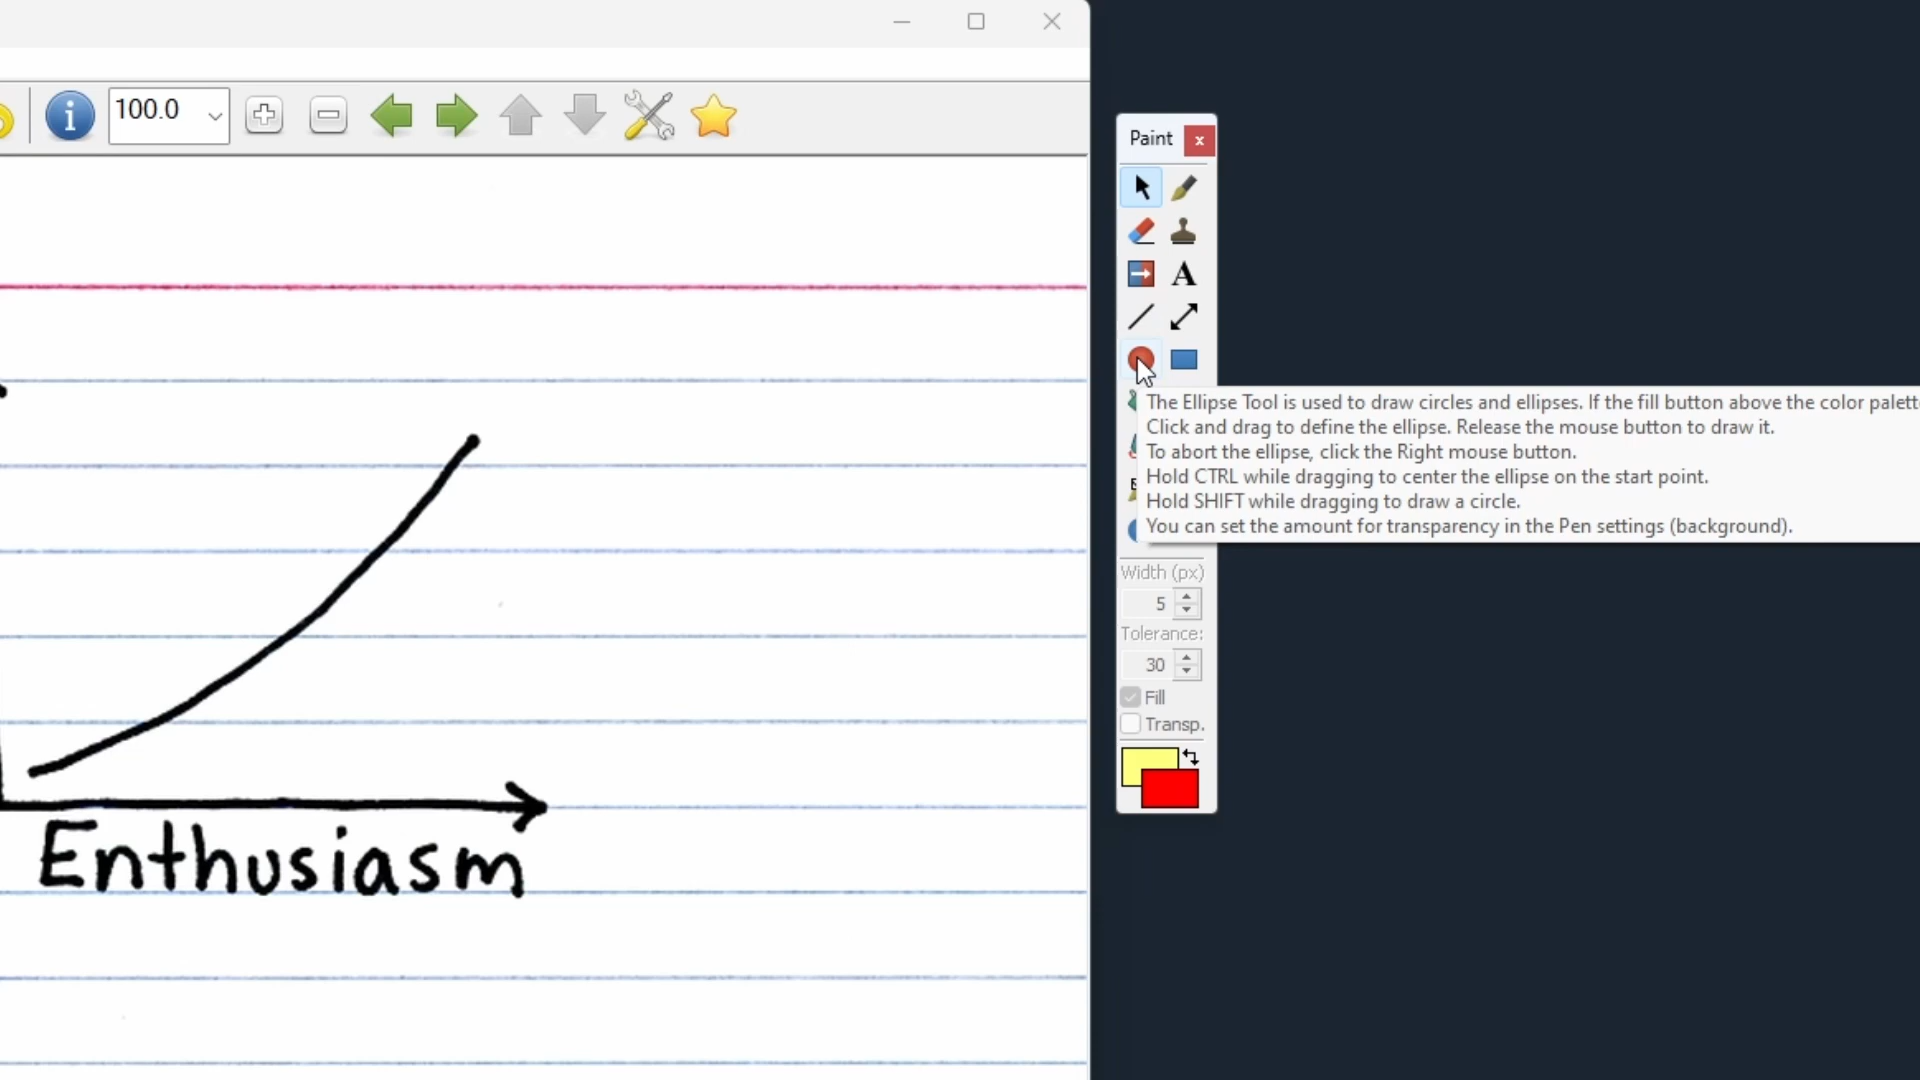 100.0
Paint
The Ellipse Tool is used to draw circles and ellipses. If the fill button above the color
Click and drag to define the ellipse. Release the mouse button to draw it.
To abort the ellipse, click the Right mouse button.
Hold CTRL while dragging to center the ellipse on the start point.
Hold SHIFT while dragging to draw a circle.
You can set the amount for transparency in the Pen settings (background).
Width (px)
5
Tolerance:
30
Fill
Transp.
Enthusiasm